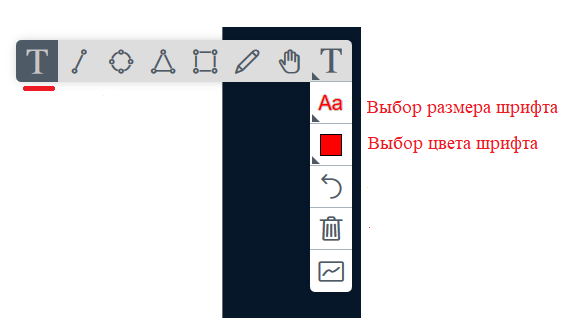 T T
Aa
Выбор размера шрифта
Выбор цвета шрифта